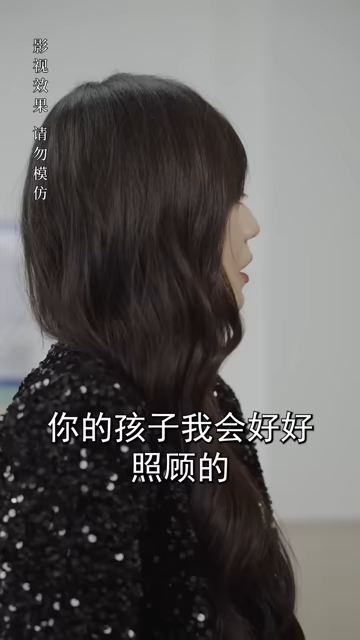 影视效果 请勿模仿
你的孩子我会好好
照顾的